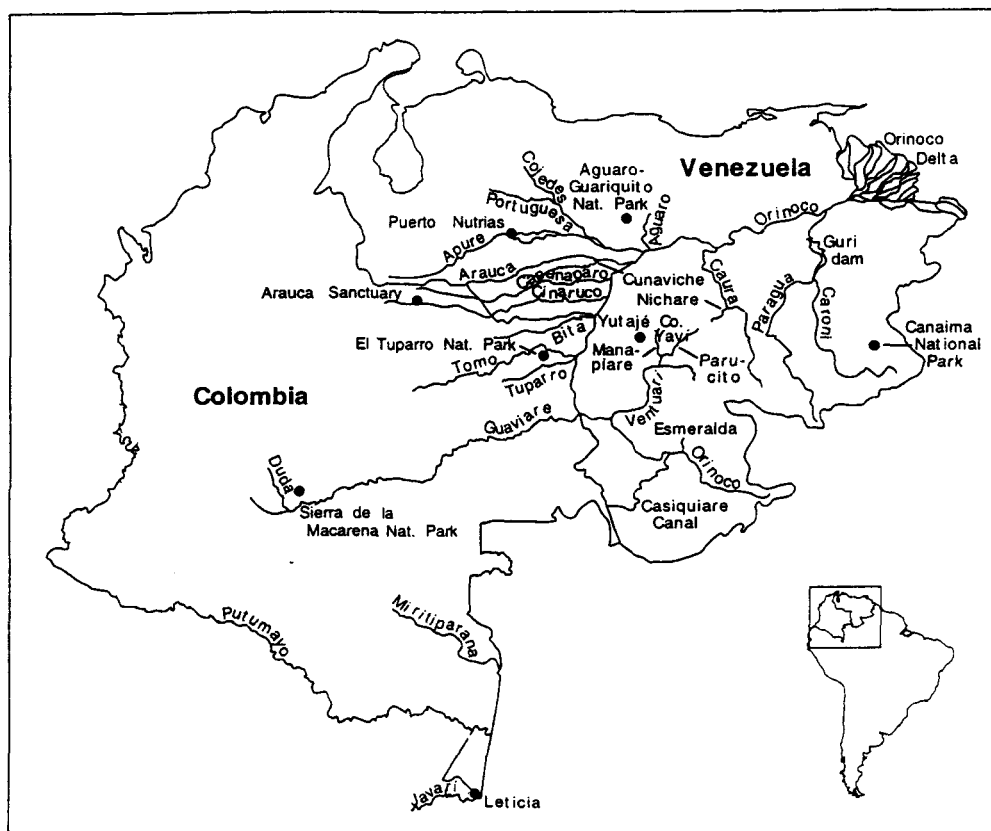 Orinoco
Delta
Venezuela
Cojedes
Aguaro-
Guariquito
Nat. Park
Portuguesa
Puerto Nutrias
Aguaro
Orinoco
Apure
Guri
dam
Arauca
Capanaparo
Cinaruco
Cunaviche
Nichare
Caura
Paragua
Caroni
Arauca Sanctuary
Canaima
National
Park
Bita
Yutajé Co.
Yavi
El Tuparro Nat. Park
Mana-
piare
Paru-
cito
Tomo
Tuparro
Colombia
Ventuari
Guaviare
Esmeralda
Orinoco
Duda
Casiquiare
Canal
Sierra de la
Macarena Nat. Park
Miritiparana
Putumayo
Javari
Leticia